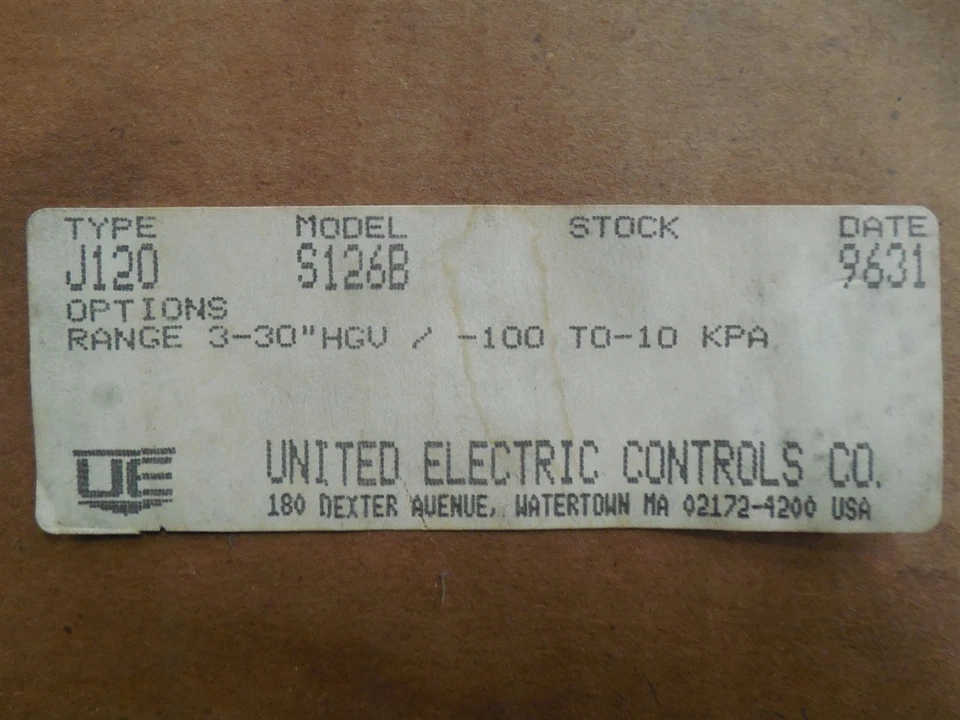 TYPE MODEL STOCK DATE
J120 S126B 9631
OPTIONS
RANGE 3-30"HGV / -100 TO-10 KPA
UE UNITED ELECTRIC CONTROLS CO.
180 DEXTER AVENUE, WATERTOWN MA 02172-4200 USA